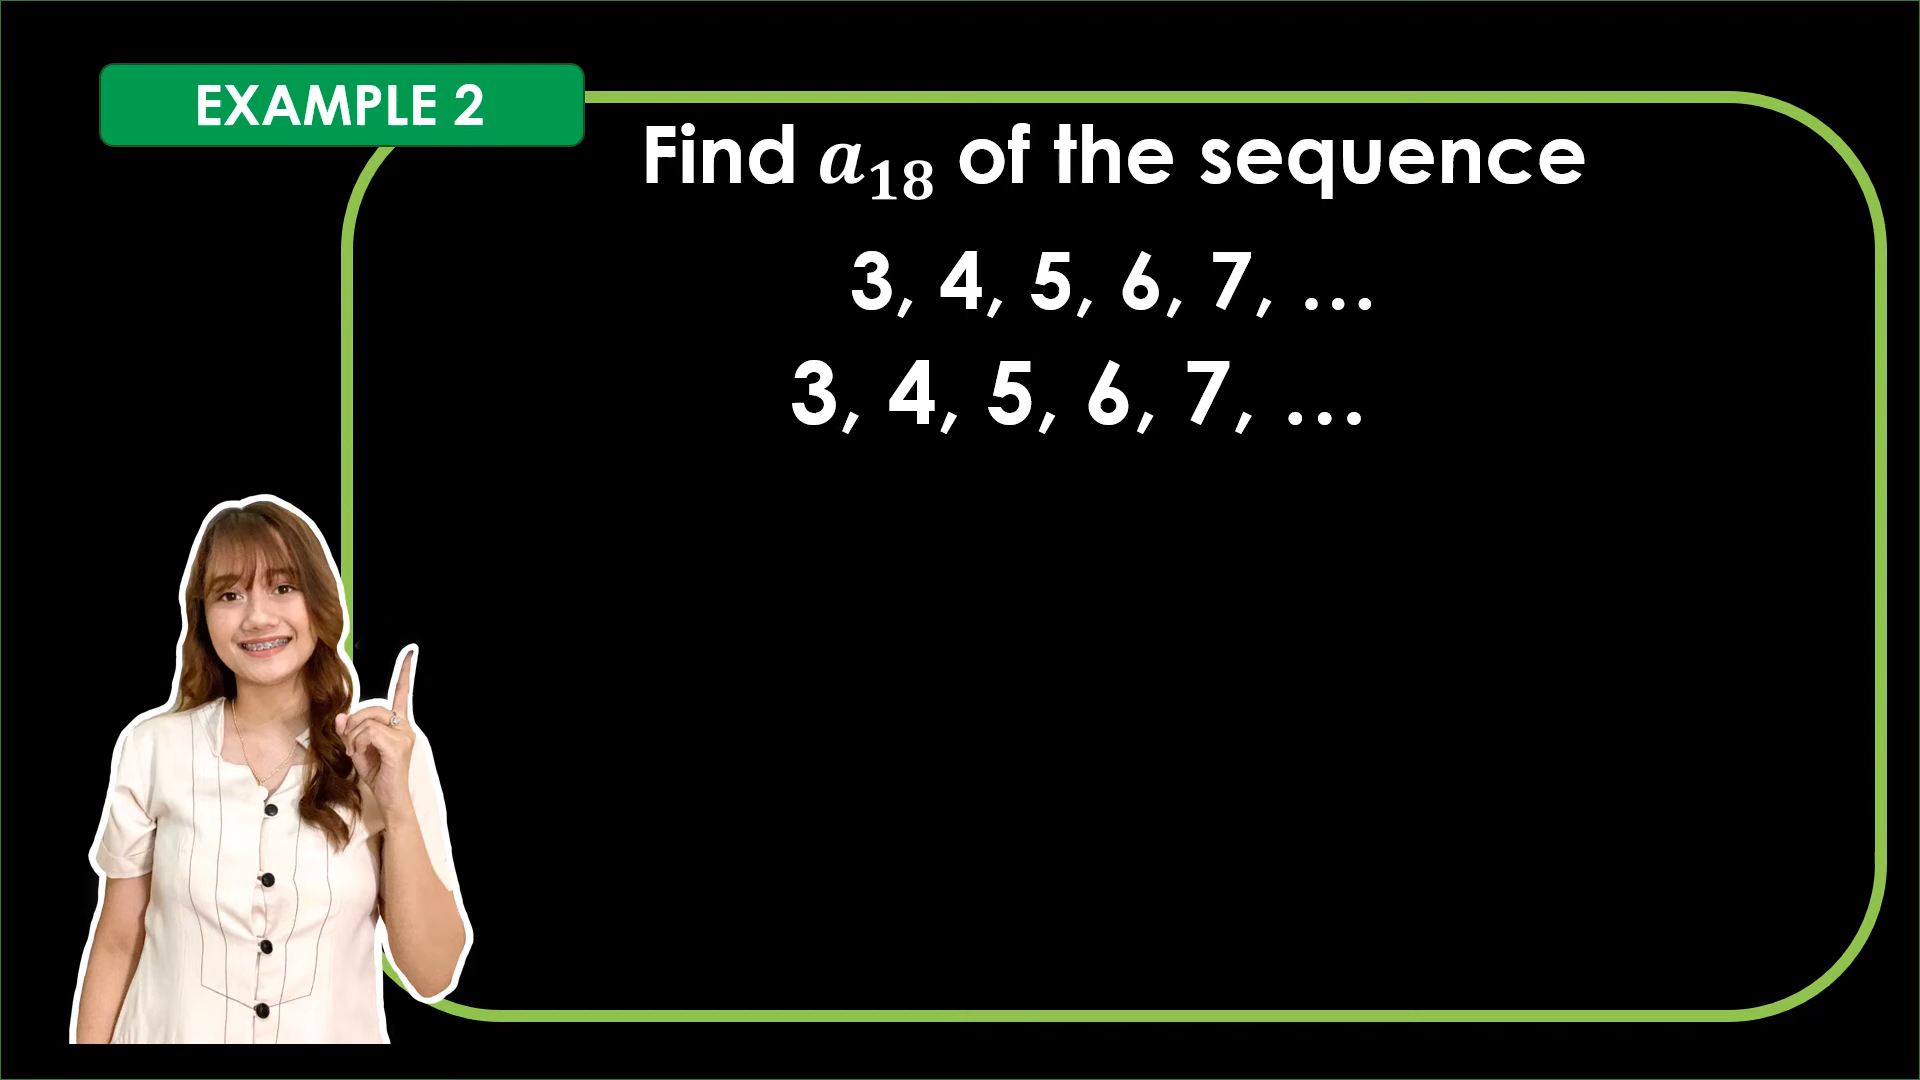 EXAMPLE 2
Find 𝒂₁₈ of the sequence
3, 4, 5, 6, 7, …
3, 4, 5, 6, 7, …